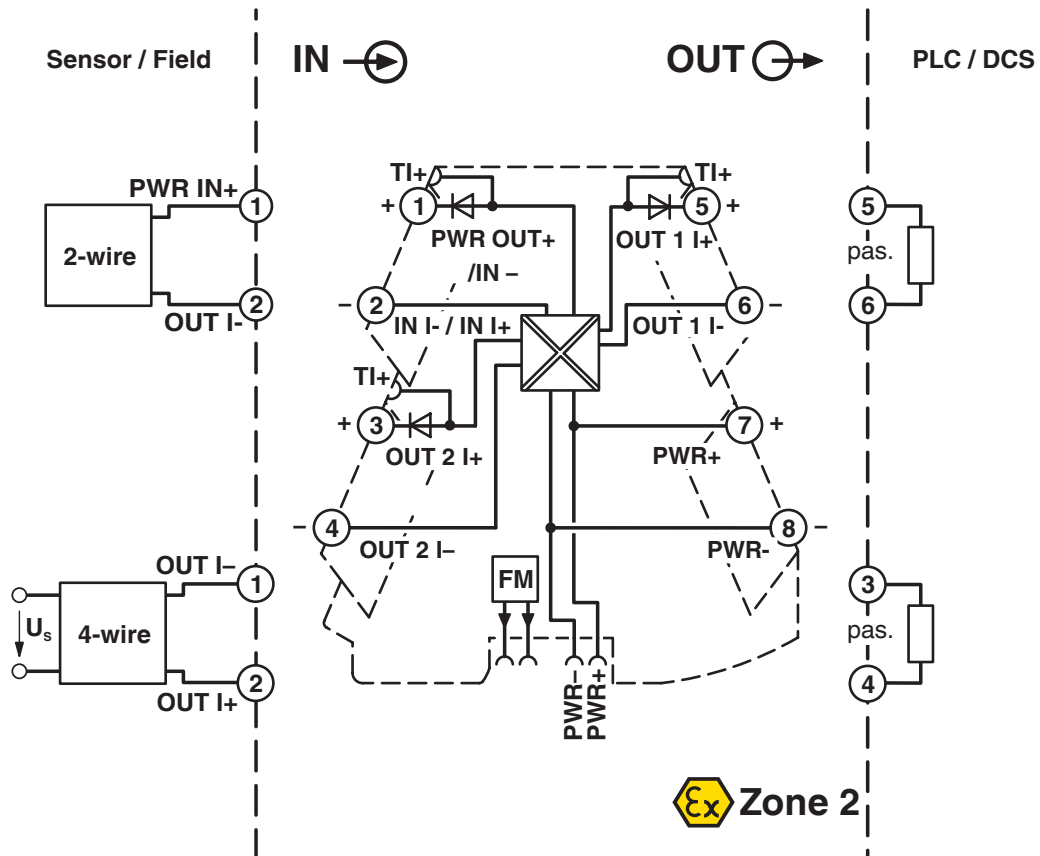 Sensor / Field
IN
OUT
PLC / DCS
PWR IN+
1
2-wire
2
OUT I-
TI+
+
1
PWR OUT+
/IN –
–
2
IN I- / IN I+
TI+
+
3
OUT 2 I+
–
4
OUT 2 I–
TI+
5
+
OUT 1 I+
6
–
OUT 1 I-
7
+
PWR+
8
–
PWR-
FM
PWR-
PWR+
5
pas.
6
OUT I–
1
Us
4-wire
2
OUT I+
3
pas.
4
Ex
Zone 2